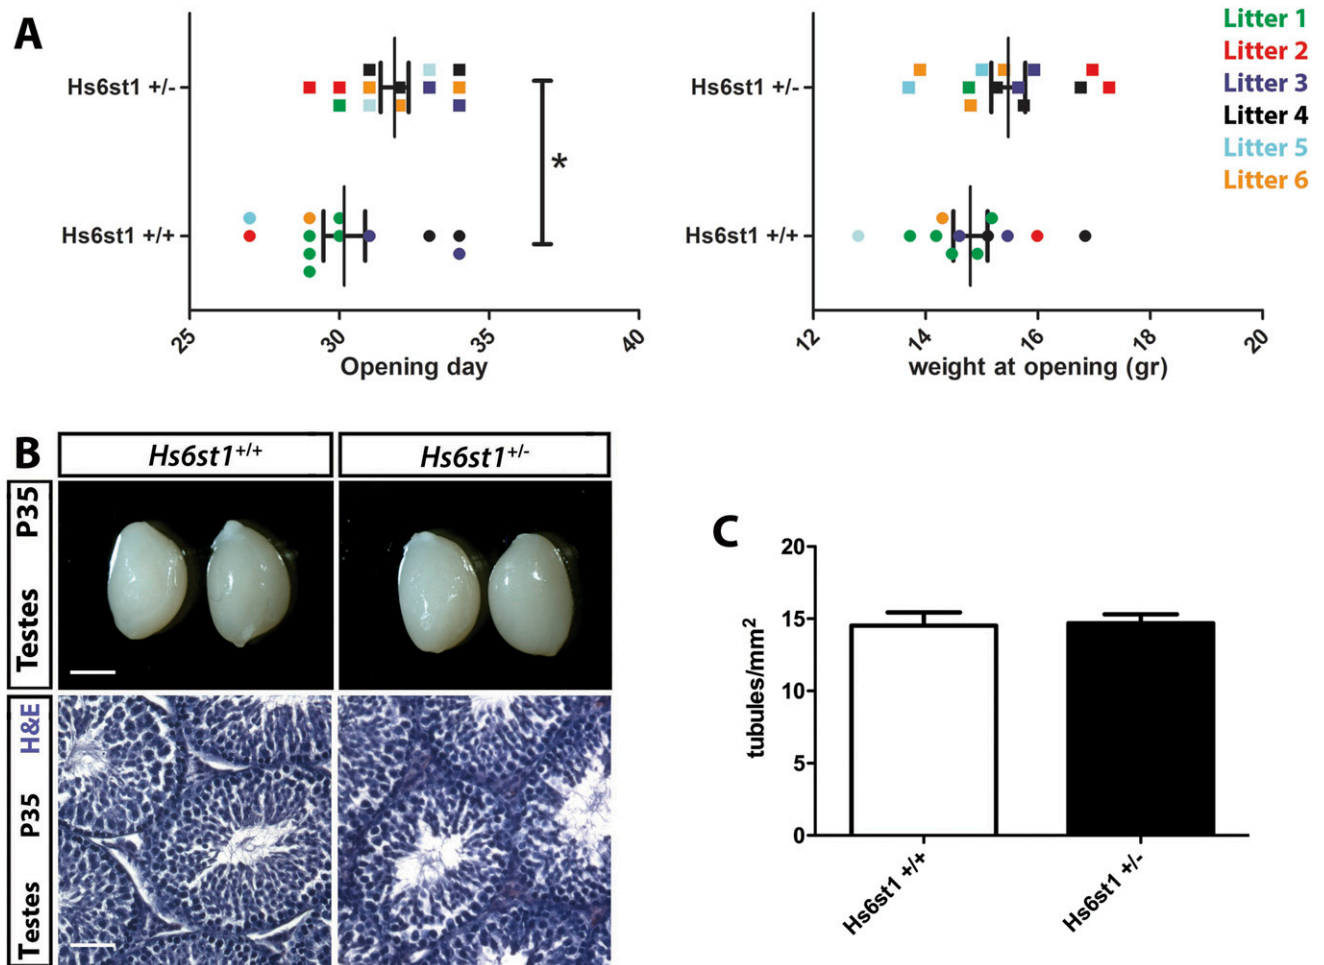 A
Hs6st1 +/-
Hs6st1 +/+
*
25
30
35
40
Opening day
Hs6st1 +/-
Hs6st1 +/+
12
14
16
18
20
weight at opening (gr)
Litter 1
Litter 2
Litter 3
Litter 4
Litter 5
Litter 6
B
Hs6st1+/+
Hs6st1+/-
Testes P35
Testes P35 H&E
C
20
15
10
5
0
tubules/mm2
Hs6st1 +/+
Hs6st1 +/-